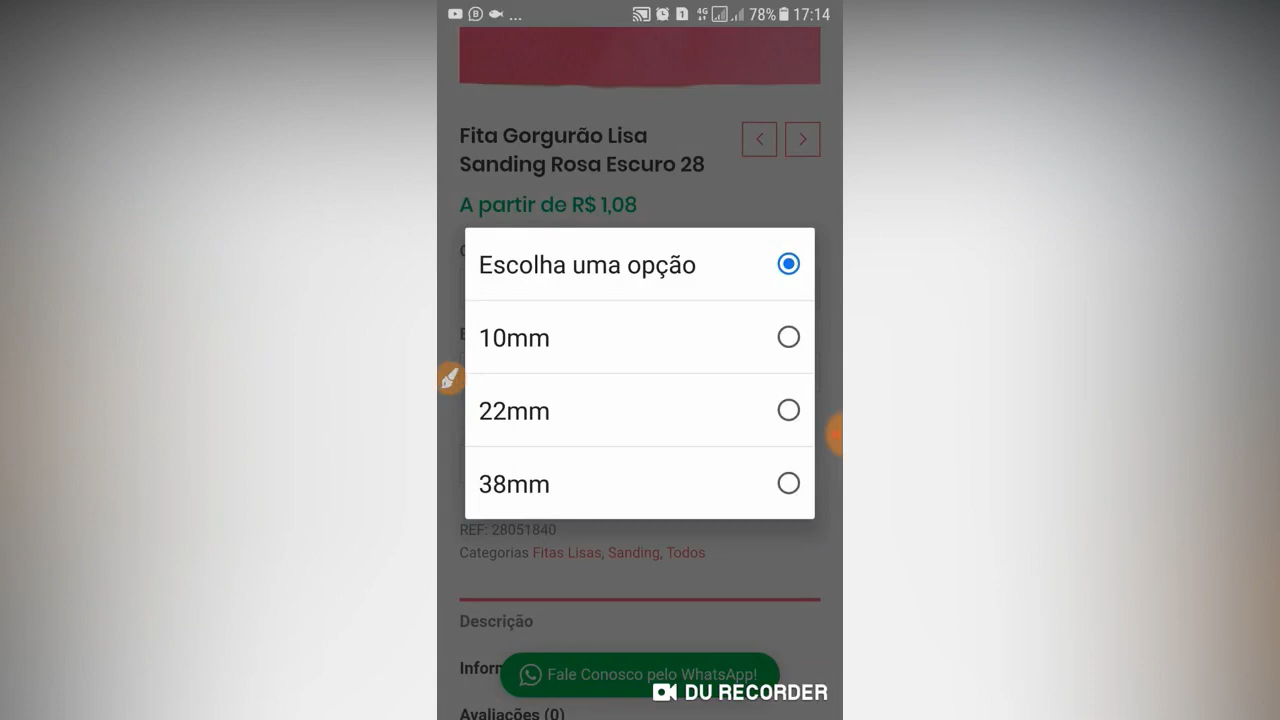 ... 4G 78% 17:14
Fita Gorgurão Lisa
Sanding Rosa Escuro 28
A partir de R$ 1,08
Escolha uma opção
10mm
22mm
38mm
REF: 28051840
Categorias Fitas Lisas, Sanding, Todos
Descrição
Fale Conosco pelo WhatsApp!
DU RECORDER
Avaliações (0)